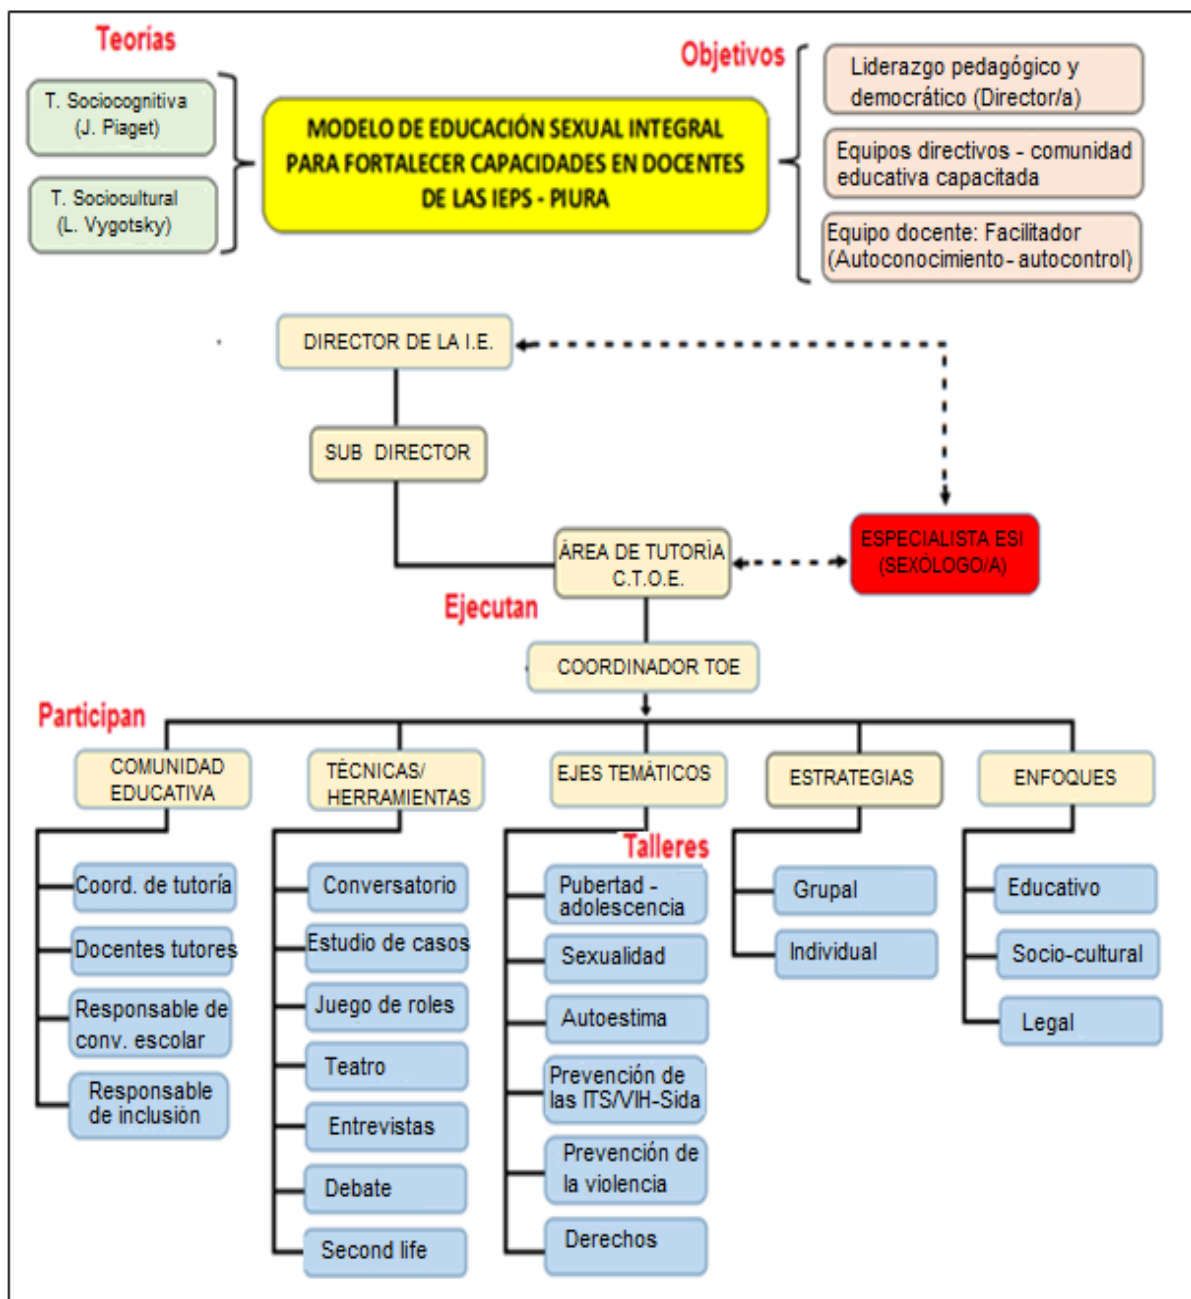 Teorías
Objetivos
T. Sociocognitiva
(J. Piaget)
T. Sociocultural
(L. Vygotsky)
MODELO DE EDUCACIÓN SEXUAL INTEGRAL
PARA FORTALECER CAPACIDADES EN DOCENTES
DE LAS IEPS - PIURA
Liderazgo pedagógico y
democrático (Director/a)
Equipos directivos - comunidad
educativa capacitada
Equipo docente: Facilitador
(Autoconocimiento- autocontrol)
DIRECTOR DE LA I.E.
SUB DIRECTOR
ÁREA DE TUTORÍA
C.T.O.E.
ESPECIALISTA ESI
(SEXÓLOGO/A)
Ejecutan
COORDINADOR TOE
Participan
COMUNIDAD
EDUCATIVA
Coord. de tutoría
Docentes tutores
Responsable de
conv. escolar
Responsable
de inclusión
TÉCNICAS/
HERRAMIENTAS
Conversatorio
Estudio de casos
Juego de roles
Teatro
Entrevistas
Debate
Second life
EJES TEMÁTICOS
Talleres
Pubertad -
adolescencia
Sexualidad
Autoestima
Prevención de
las ITS/VIH-Sida
Prevención de
la violencia
Derechos
ESTRATEGIAS
Grupal
Individual
ENFOQUES
Educativo
Socio-cultural
Legal